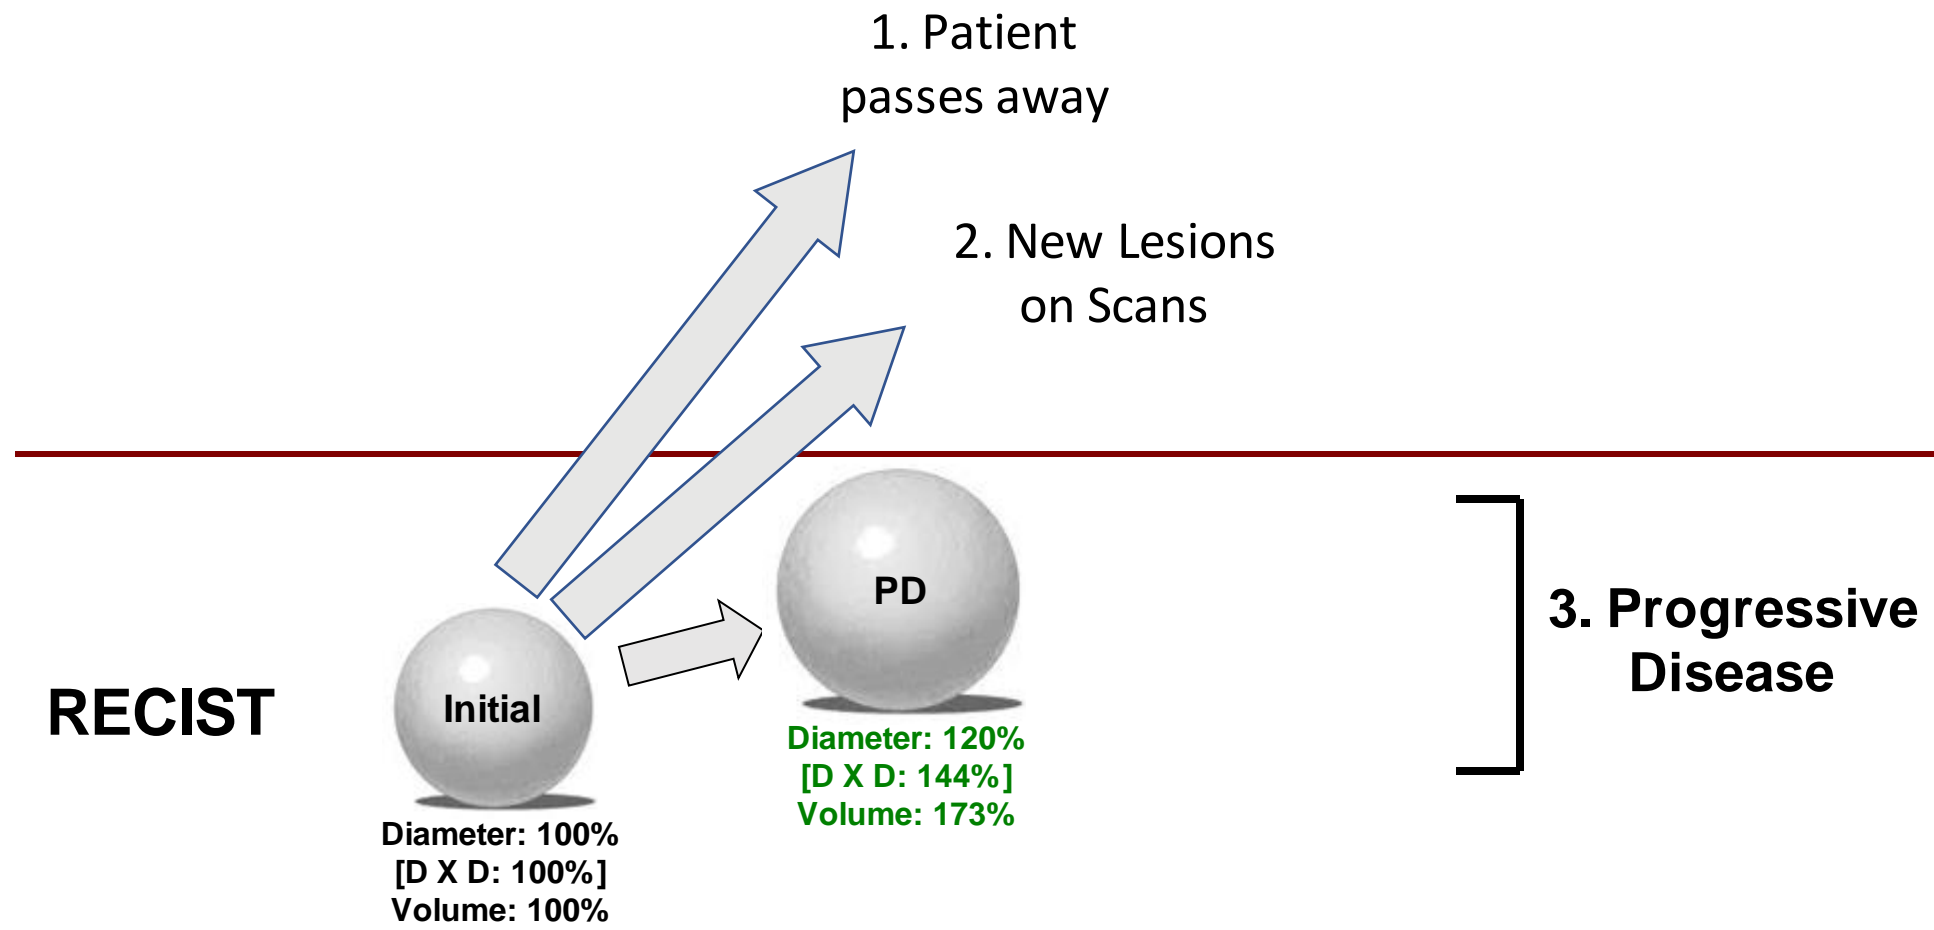 1. Patient
passes away
2. New Lesions
on Scans
RECIST
Initial
Diameter: 100%
[D X D: 100%]
Volume: 100%
PD
Diameter: 120%
[D X D: 144%]
Volume: 173%
3. Progressive
Disease